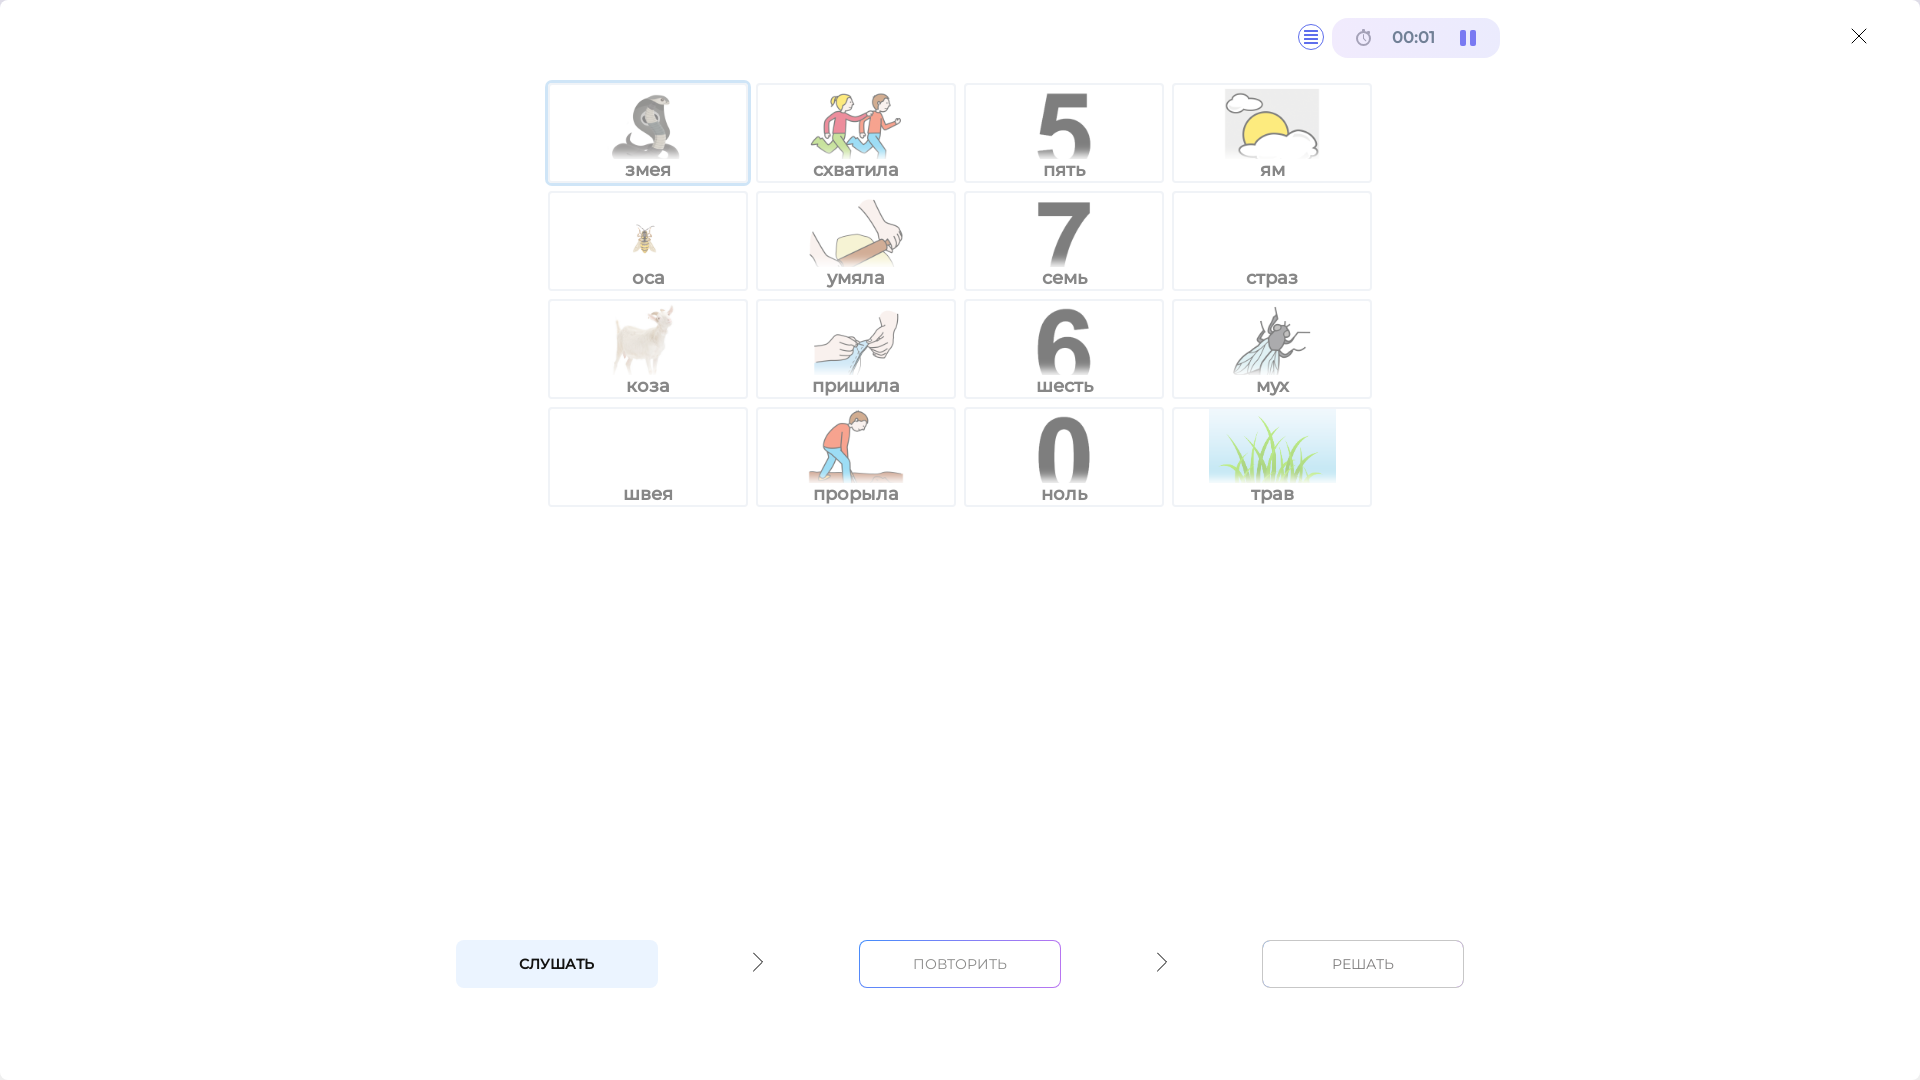 00:01
змея
схватила
5
пять
ям
оса
умяла
7
семь
страз
коза
пришила
6
шесть
мух
швея
прорыла
0
ноль
трав
СЛУШАТЬ
ПОВТОРИТЬ
РЕШАТЬ